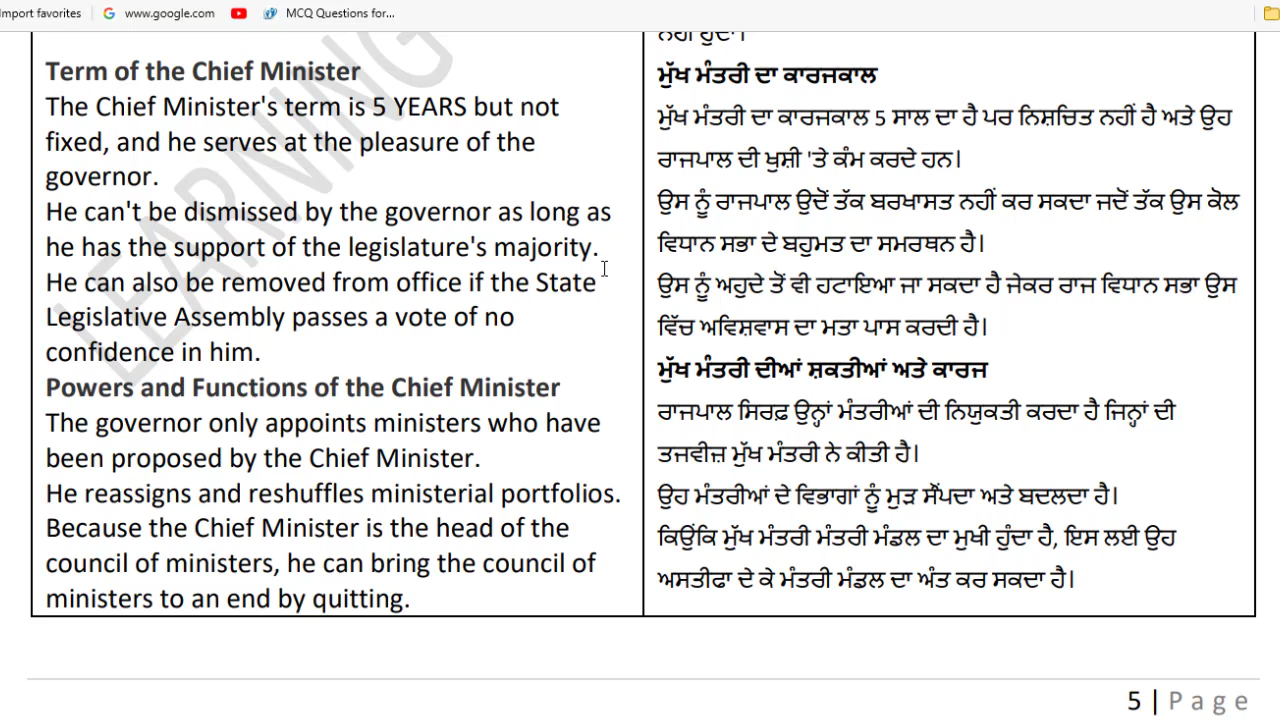 Import favorites
www.google.com
MCQ Questions for...
Term of the Chief Minister
The Chief Minister's term is 5 YEARS but not
fixed, and he serves at the pleasure of the
governor.
He can't be dismissed by the governor as long as
he has the support of the legislature's majority.
He can also be removed from office if the State
Legislative Assembly passes a vote of no
confidence in him.
Powers and Functions of the Chief Minister
The governor only appoints ministers who have
been proposed by the Chief Minister.
He reassigns and reshuffles ministerial portfolios.
Because the Chief Minister is the head of the
council of ministers, he can bring the council of
ministers to an end by quitting.
ਨਹੀਂ ਹੁੰਦਾ।
ਮੁੱਖ ਮੰਤਰੀ ਦਾ ਕਾਰਜਕਾਲ
ਮੁੱਖ ਮੰਤਰੀ ਦਾ ਕਾਰਜਕਾਲ 5 ਸਾਲ ਦਾ ਹੈ ਪਰ ਨਿਸ਼ਚਿਤ ਨਹੀਂ ਹੈ ਅਤੇ ਉਹ
ਰਾਜਪਾਲ ਦੀ ਖੁਸ਼ੀ 'ਤੇ ਕੰਮ ਕਰਦੇ ਹਨ।
ਉਸ ਨੂੰ ਰਾਜਪਾਲ ਉਦੋਂ ਤੱਕ ਬਰਖਾਸਤ ਨਹੀਂ ਕਰ ਸਕਦਾ ਜਦੋਂ ਤੱਕ ਉਸ ਕੋਲ
ਵਿਧਾਨ ਸਭਾ ਦੇ ਬਹੁਮਤ ਦਾ ਸਮਰਥਨ ਹੈ।
ਉਸ ਨੂੰ ਅਹੁਦੇ ਤੋਂ ਵੀ ਹਟਾਇਆ ਜਾ ਸਕਦਾ ਹੈ ਜੇਕਰ ਰਾਜ ਵਿਧਾਨ ਸਭਾ ਉਸ
ਵਿੱਚ ਅਵਿਸ਼ਵਾਸ ਦਾ ਮਤਾ ਪਾਸ ਕਰਦੀ ਹੈ।
ਮੁੱਖ ਮੰਤਰੀ ਦੀਆਂ ਸ਼ਕਤੀਆਂ ਅਤੇ ਕਾਰਜ
ਰਾਜਪਾਲ ਸਿਰਫ਼ ਉਨ੍ਹਾਂ ਮੰਤਰੀਆਂ ਦੀ ਨਿਯੁਕਤੀ ਕਰਦਾ ਹੈ ਜਿਨ੍ਹਾਂ ਦੀ
ਤਜਵੀਜ਼ ਮੁੱਖ ਮੰਤਰੀ ਨੇ ਕੀਤੀ ਹੈ।
ਉਹ ਮੰਤਰੀਆਂ ਦੇ ਵਿਭਾਗਾਂ ਨੂੰ ਮੁੜ ਸੌਂਪਦਾ ਅਤੇ ਬਦਲਦਾ ਹੈ।
ਕਿਉਂਕਿ ਮੁੱਖ ਮੰਤਰੀ ਮੰਤਰੀ ਮੰਡਲ ਦਾ ਮੁਖੀ ਹੁੰਦਾ ਹੈ, ਇਸ ਲਈ ਉਹ
ਅਸਤੀਫਾ ਦੇ ਕੇ ਮੰਤਰੀ ਮੰਡਲ ਦਾ ਅੰਤ ਕਰ ਸਕਦਾ ਹੈ।
LEARNING
5 | Page